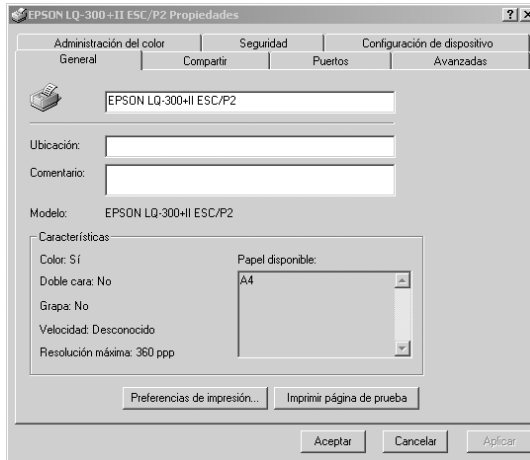 EPSON LQ-300+II ESC/P2 Propiedades
Administración del color Seguridad Configuración de dispositivo
General Compartir Puertos Avanzadas
EPSON LQ-300+II ESC/P2
Ubicación:
Comentario:
Modelo: EPSON LQ-300+II ESC/P2
Características
Color: Sí Papel disponible:
Doble cara: No A4
Grapa: No
Velocidad: Desconocido
Resolución máxima: 360 ppp
Preferencias de impresión... Imprimir página de prueba
Aceptar Cancelar Aplicar